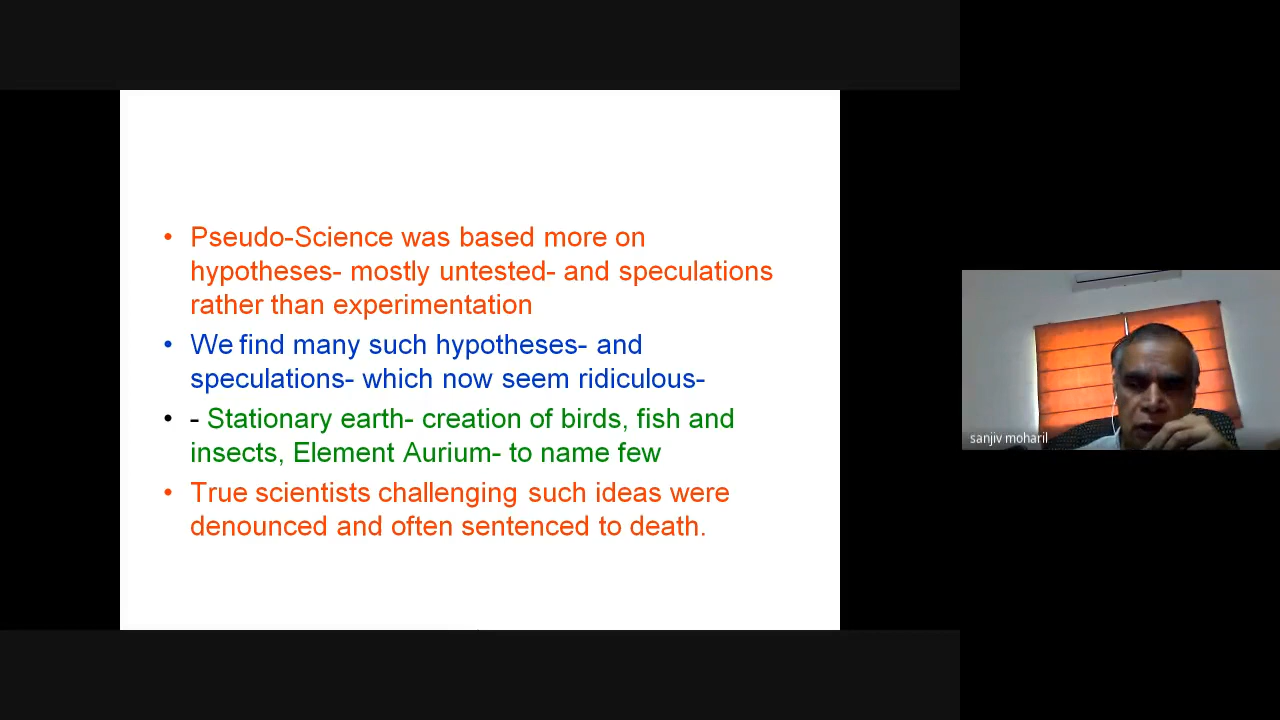 • Pseudo-Science was based more on
hypotheses- mostly untested- and speculations
rather than experimentation
• We find many such hypotheses- and
speculations- which now seem ridiculous-
• - Stationary earth- creation of birds, fish and
insects, Element Aurium- to name few
• True scientists challenging such ideas were
denounced and often sentenced to death.
sanjiv moharil